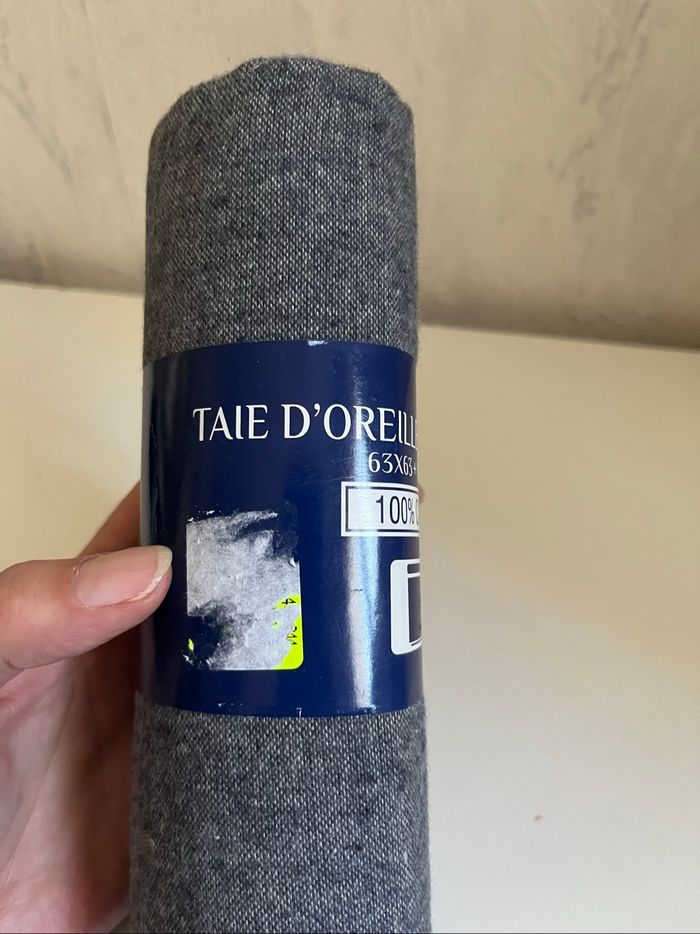 TAIE D'OREILL
63X63+
100%